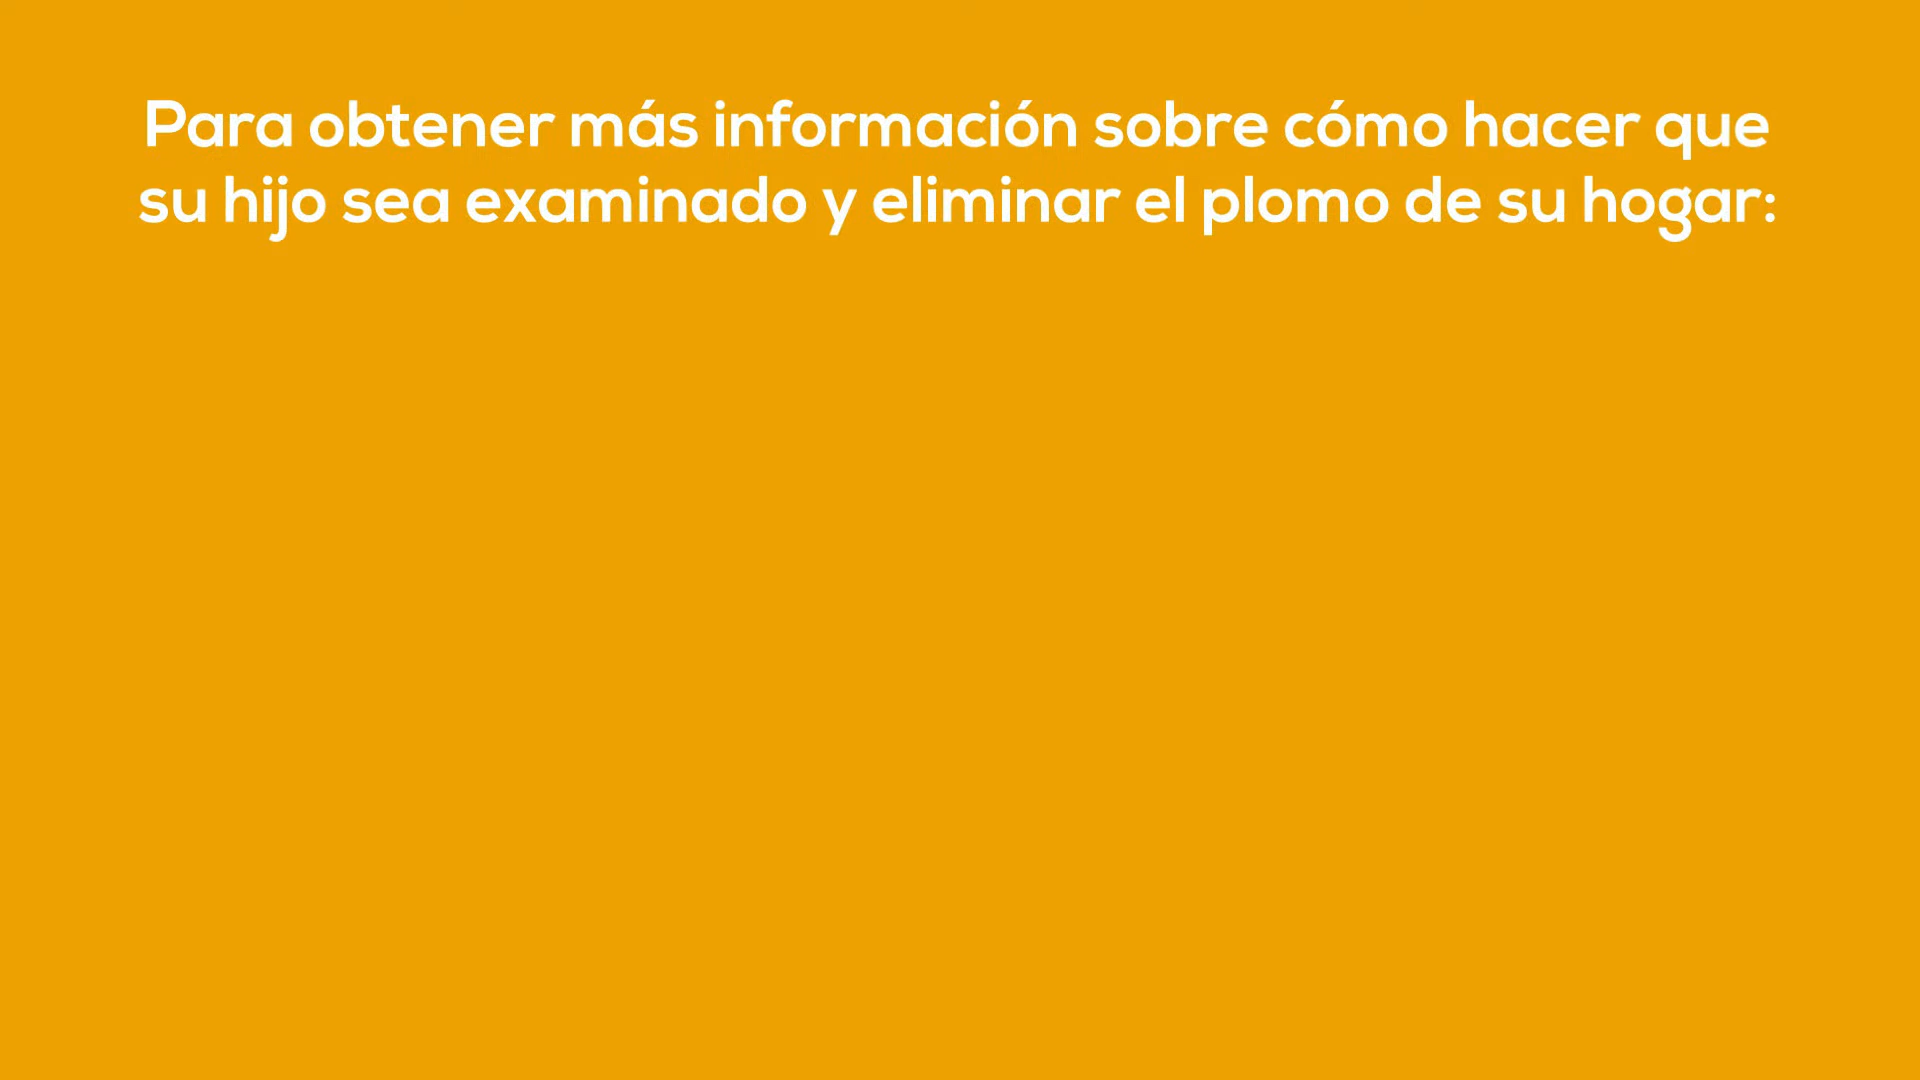 Para obtener más información sobre cómo hacer que
su hijo sea examinado y eliminar el plomo de su hogar: